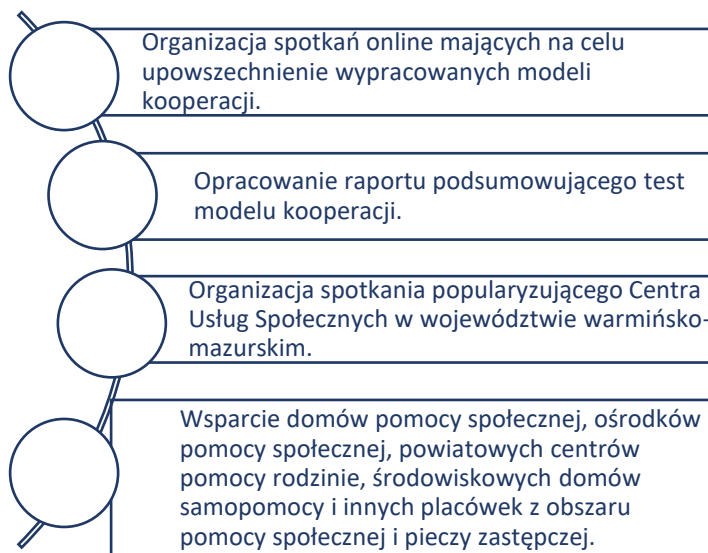 Organizacja spotkań online mających na celu
upowszechnienie wypracowanych modeli
kooperacji.
Opracowanie raportu podsumowującego test
modelu kooperacji.
Organizacja spotkania popularyzującego Centra
Usług Społecznych w województwie warmińsko-
mazurskim.
Wsparcie domów pomocy społecznej, ośrodków
pomocy społecznej, powiatowych centrów
pomocy rodzinie, środowiskowych domów
samopomocy i innych placówek z obszaru
pomocy społecznej i pieczy zastępczej.